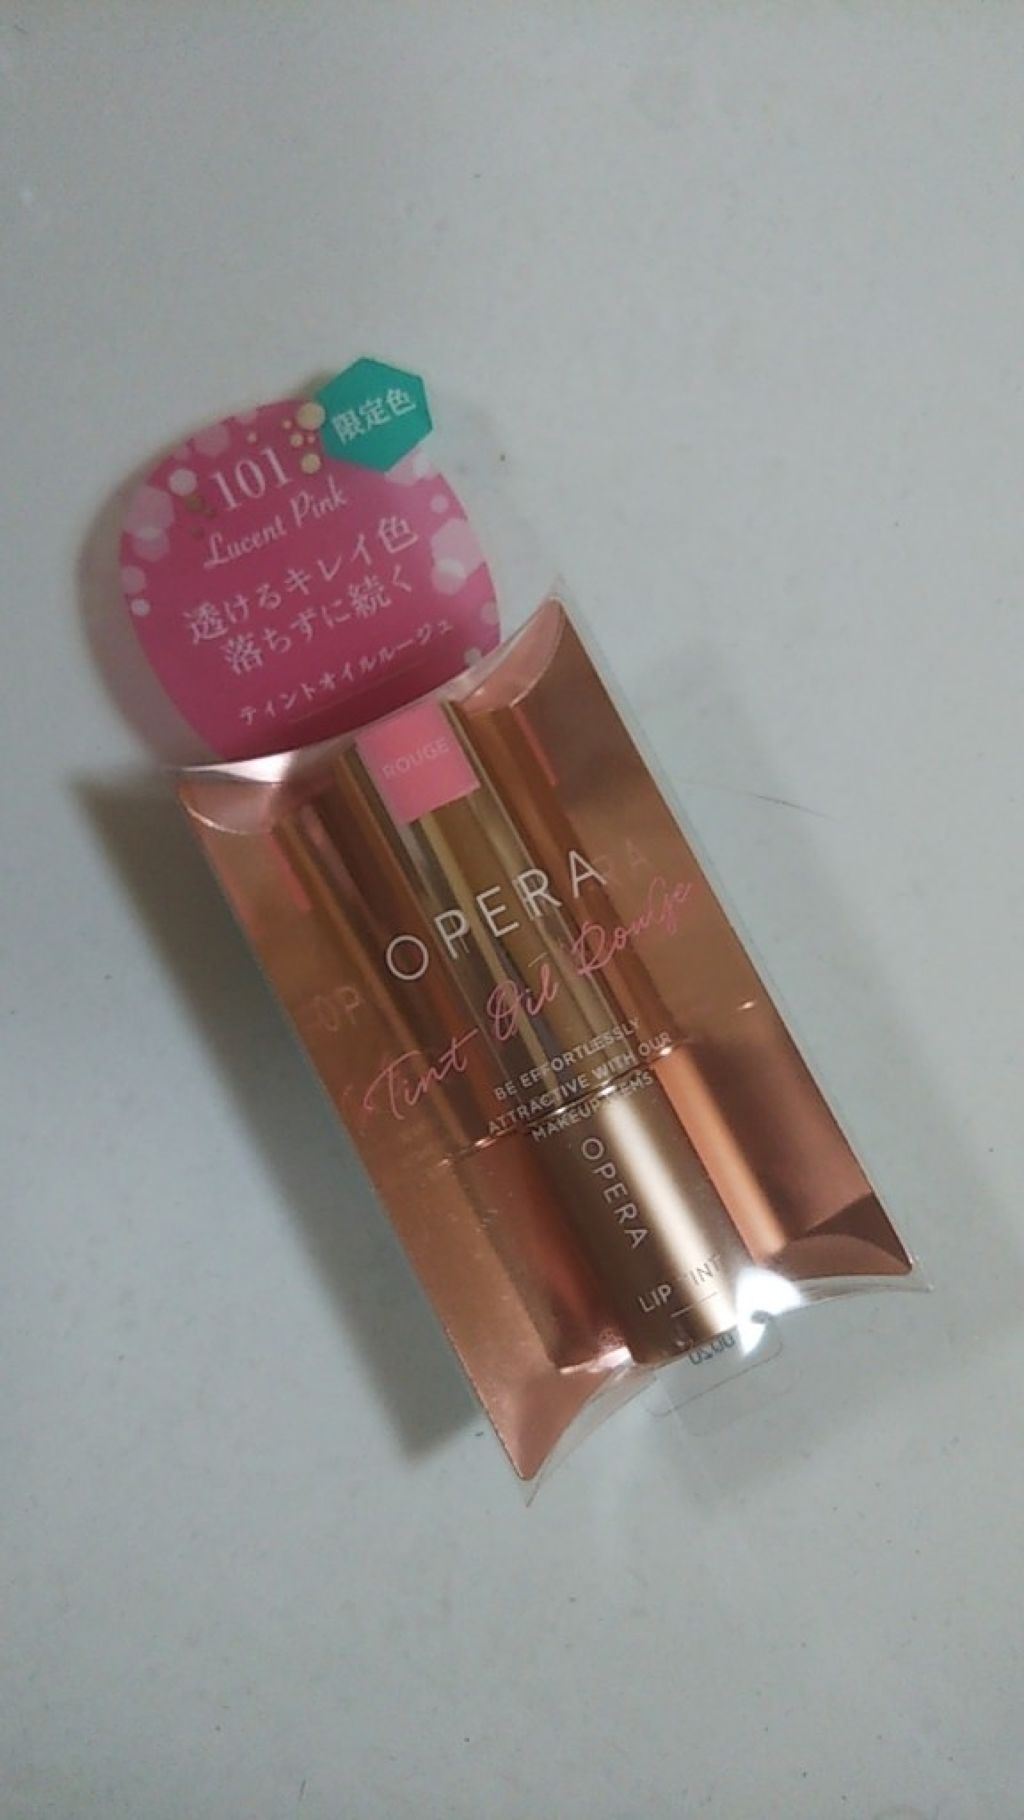 限定色
101
Lucent Pink
透けるキレイ色
落ちずに続く
ティントオイルルージュ
ROUGE
OPERA
Tint Oil Rouge
BE EFFORTLESSLY
ATTRACTIVE WITH OUR
MAKEUP ITEMS
OPERA
LIP TINT